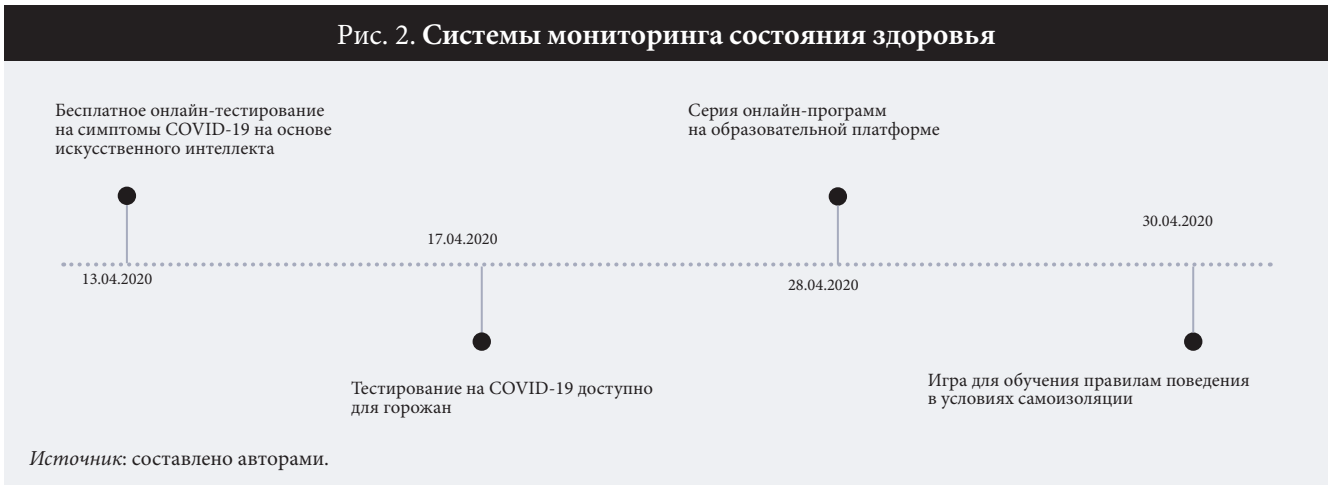 Рис. 2. Системы мониторинга состояния здоровья
Бесплатное онлайн-тестирование
на симптомы COVID-19 на основе
искусственного интеллекта
Серия онлайн-программ
на образовательной платформе
17.04.2020
30.04.2020
13.04.2020
28.04.2020
Тестирование на COVID-19 доступно
для горожан
Игра для обучения правилам поведения
в условиях самоизоляции
Источник: составлено авторами.